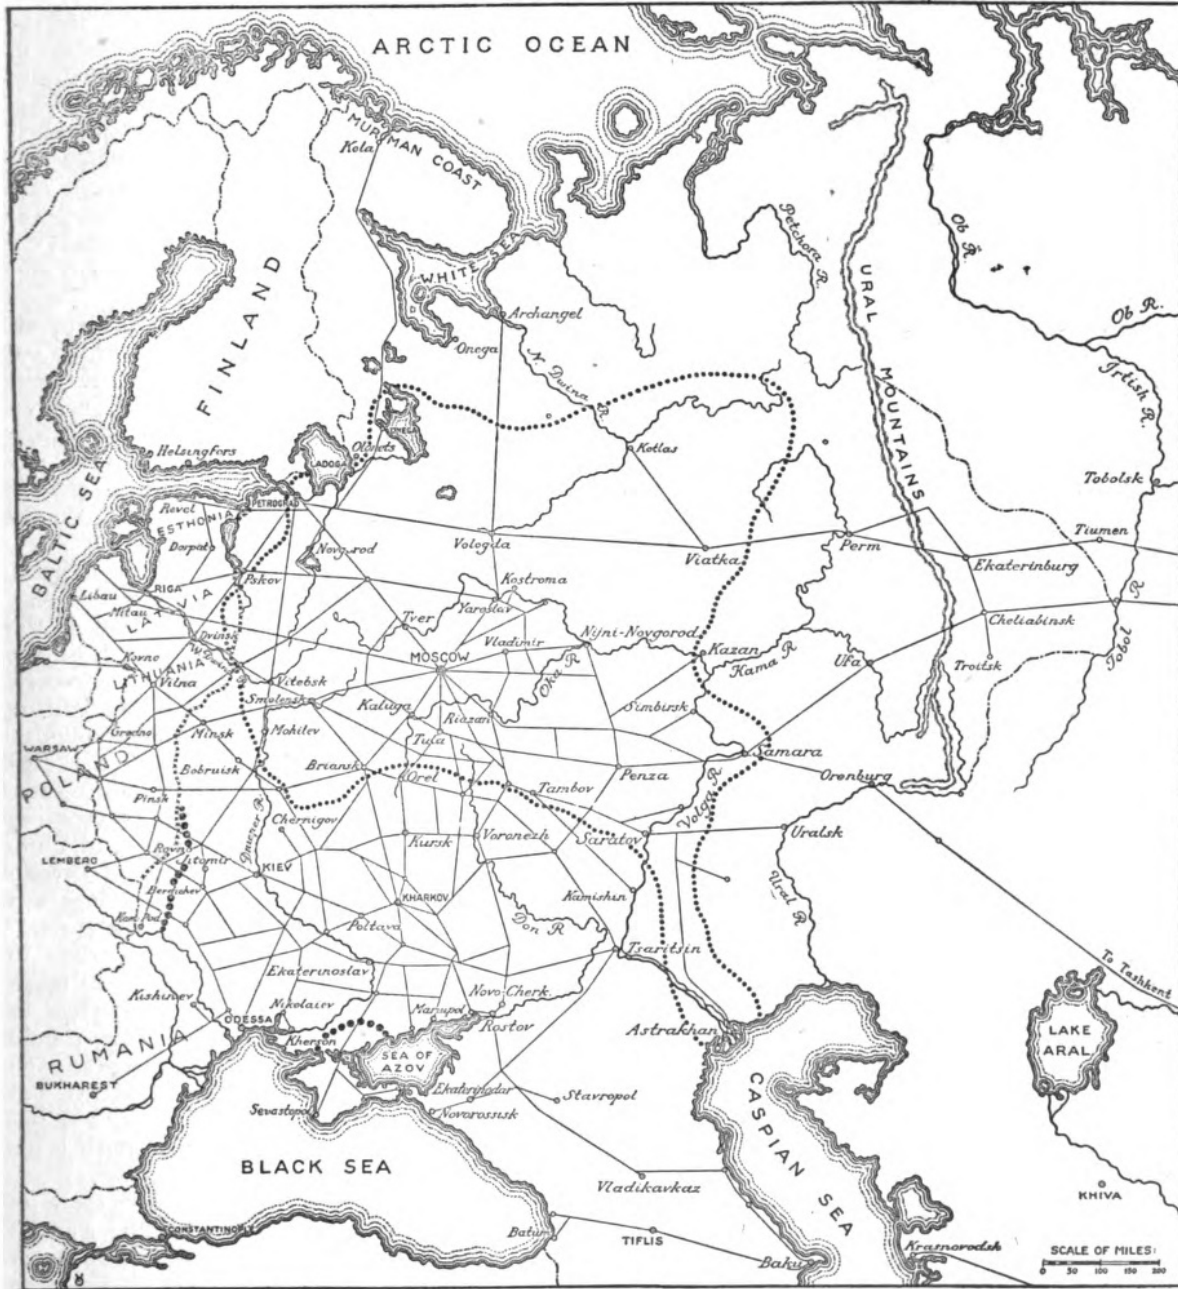 ARCTIC OCEAN
MURMAN COAST
Kola
Petchora R.
Ob R.
URAL MOUNTAINS
WHITE SEA
Archangel
Ob R.
Onega
FINLAND
N. Dwina R.
Irtish R.
ONEGA
Olonets
Kotlas
Helsingfors
LADOGA
BALTIC SEA
Tobolsk
Revel
PETROGRAD
ESTHONIA
Dorpat
Novgorod
Vologda
Viatka
Perm
Tiumen
Ekaterinburg
Pskov
RIGA
Kostroma
Libau
Mitau
LATVIA
Yaroslav
Tver
Cheliabinsk
Tobol R.
Dvinsk
Vladimir
Nijni-Novgorod
MOSCOW
Kazan
Kovno
LITHUANIA
Oka R.
Kama R.
Ufa
Troitsk
Vilna
Vitebsk
Smolensk
Kaluga
Riazan
Simbirsk
Grodno
Minsk
Mohilev
Tula
WARSAW
POLAND
Samara
Bobruisk
Briansk
Orel
Penza
Orenburg
Pinsk
Tambov
Volga R.
Dnieper R.
Chernigov
Kursk
Voronezh
Saratov
Uralsk
LEMBERG
Rovno
Jitomir
KIEV
Berdichev
Kamishin
Ural R.
KHARKOV
Kam. Pod.
Poltava
Don R.
Tsaritsin
To Tashkent
Ekaterinoslav
Kishinev
Nikolaiev
Mariupol
Novo-Cherk.
ODESSA
Rostov
Astrakhan
Kherson
LAKE ARAL
RUMANIA
SEA OF AZOV
BUKHAREST
Ekaterinodar
Stavropol
Sevastopol
Novorossisk
CASPIAN SEA
BLACK SEA
Vladikavkaz
KHIVA
CONSTANTINOPLE
Batum
TIFLIS
Baku
Krasnovodsk
SCALE OF MILES:
0 50 100 150 200